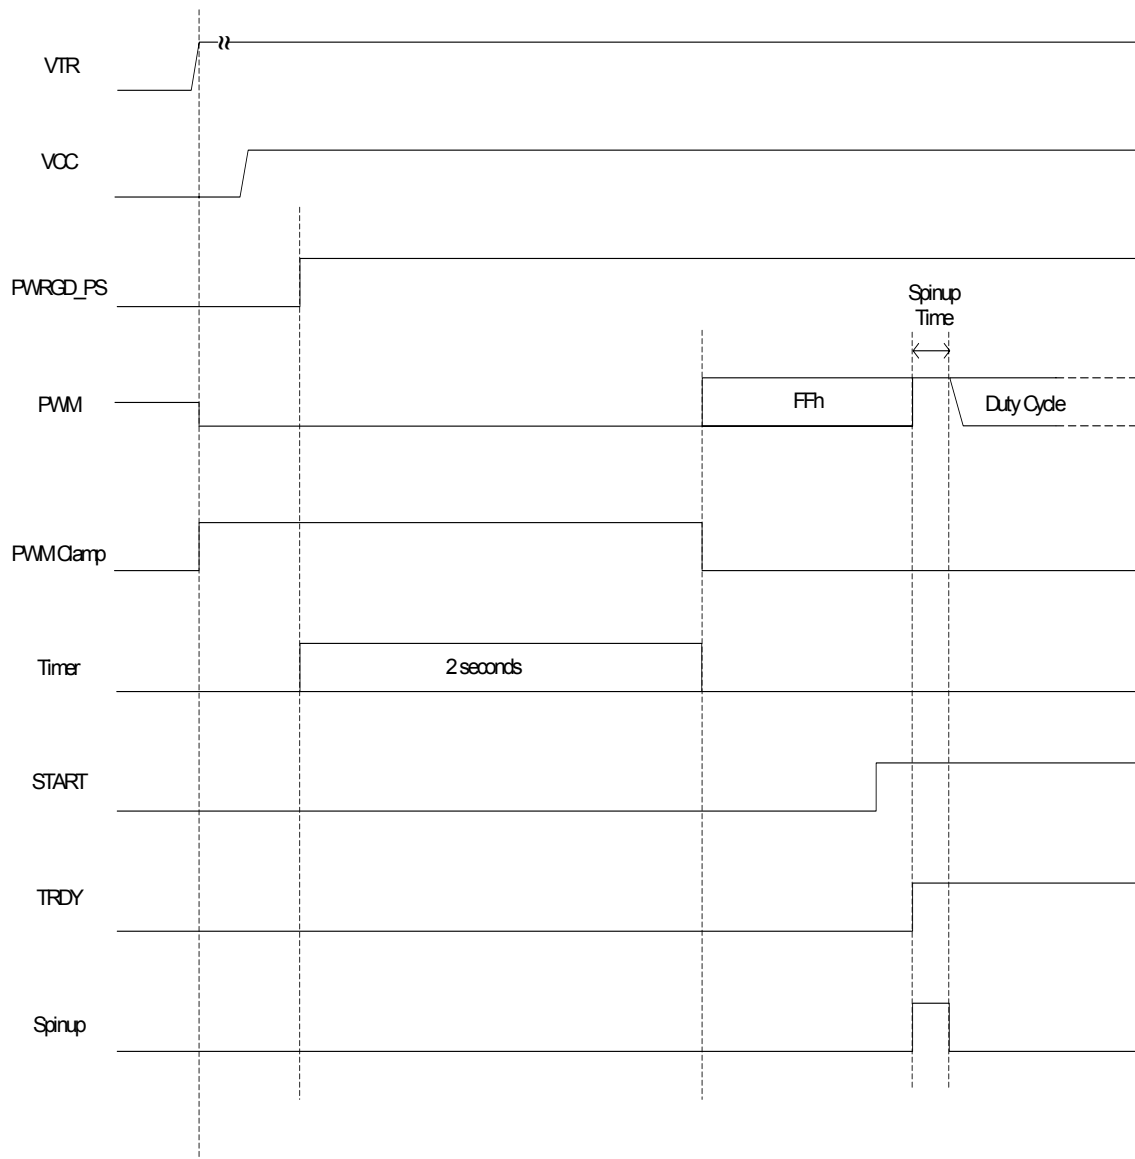 VTR
VCC
PWRGD_PS
Spinup
Time
PWM
FFh
Duty Cycle
PWM Clamp
Timer
2 seconds
START
TRDY
Spinup